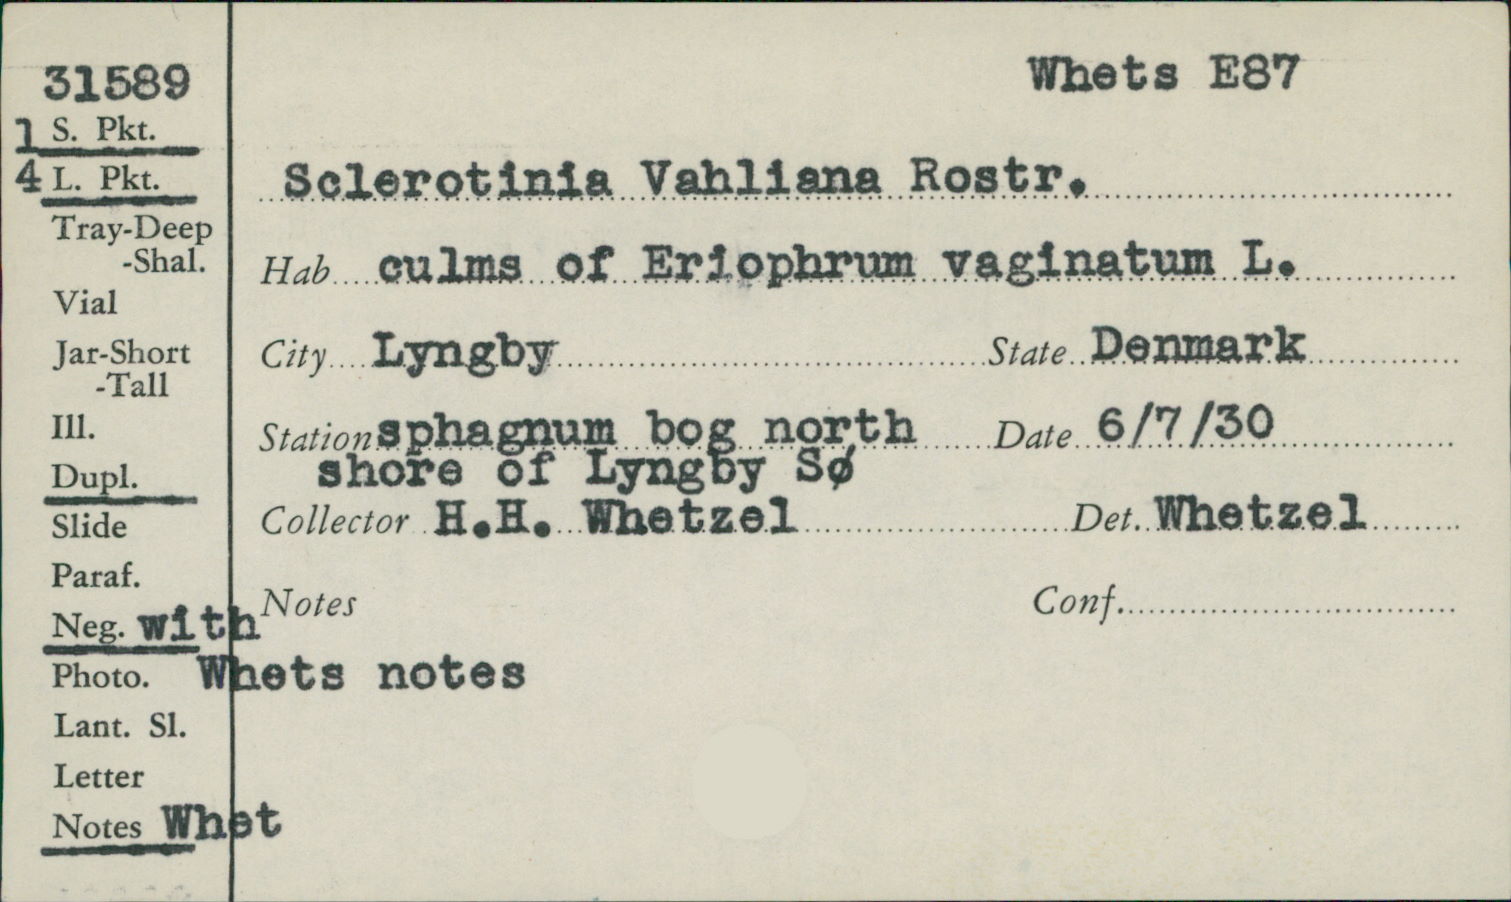 31589
Whets E87
1 S. Pkt.
4 L. Pkt.
Sclerotinia Vahliana Rostr.
Tray-Deep
-Shal.
Hab culms of Eriophrum vaginatum L.
Vial
Jar-Short
-Tall
City Lyngby State Denmark
Ill.
Station sphagnum bog north Date 6/7/30
shore of Lyngby Sø
Dupl.
Slide
Collector H.H. Whetzel Det. Whetzel
Paraf.
Notes Conf.
Neg. with
Photo. Whets notes
Lant. Sl.
Letter
Notes Whet